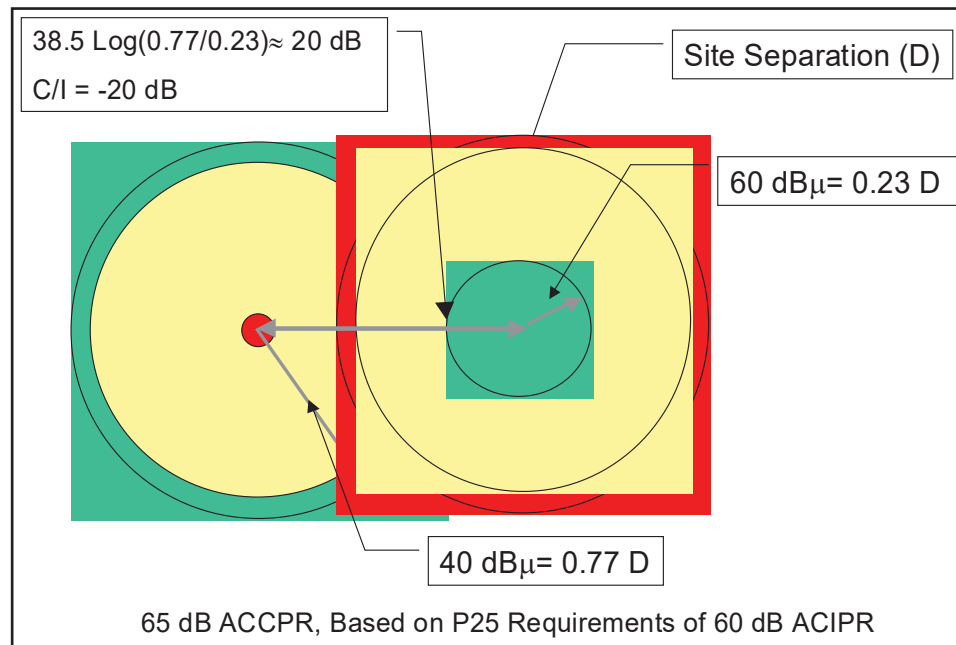 38.5 Log(0.77/0.23)≈ 20 dB
C/I = -20 dB
Site Separation (D)
60 dBμ= 0.23 D
40 dBμ= 0.77 D
65 dB ACCPR, Based on P25 Requirements of 60 dB ACIPR